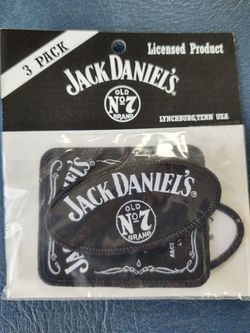 3 PACK
Licensed Product
JACK DANIEL'S
OLD
Nº7
BRAND
LYNCHBURG, TENN USA
JACK DANIEL'S
OLD
Nº7
BRAND